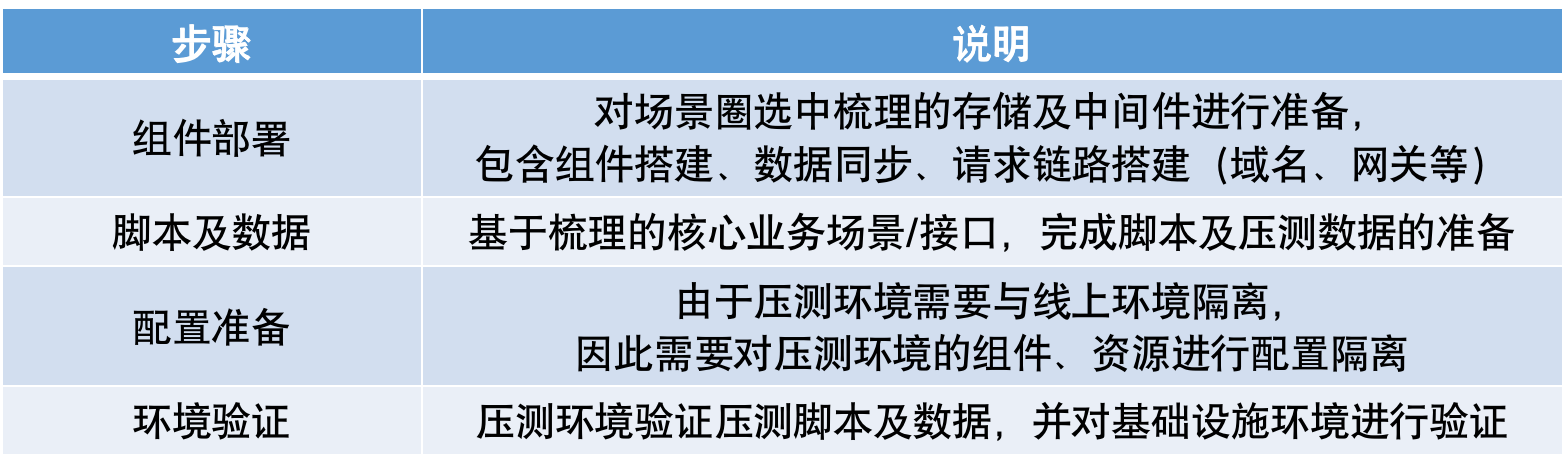 步骤
说明
组件部署
对场景圈选中梳理的存储及中间件进行准备，
包含组件搭建、数据同步、请求链路搭建（域名、网关等）
脚本及数据
基于梳理的核心业务场景/接口，完成脚本及压测数据的准备
配置准备
由于压测环境需要与线上环境隔离，
因此需要对压测环境的组件、资源进行配置隔离
环境验证
压测环境验证压测脚本及数据，并对基础设施环境进行验证